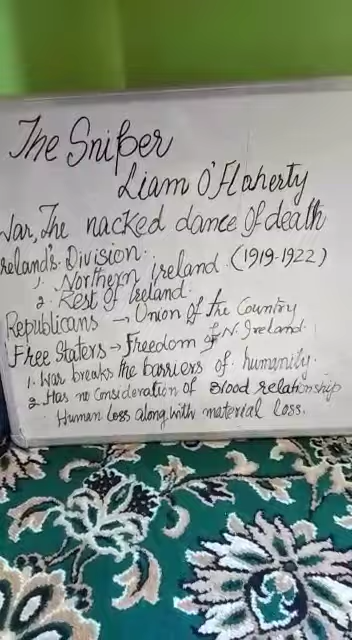 The Sniper
Liam O'Flaherty
War, The nacked dance of death
Ireland's Division.
1. Northern Ireland (1919-1922)
2. Rest of Ireland.
Republicans → Union of the Country
Free Staters → Freedom of N. Ireland.
1. War breaks the barriers of humanity.
2. Has no consideration of blood relationship
Human loss along with material loss.